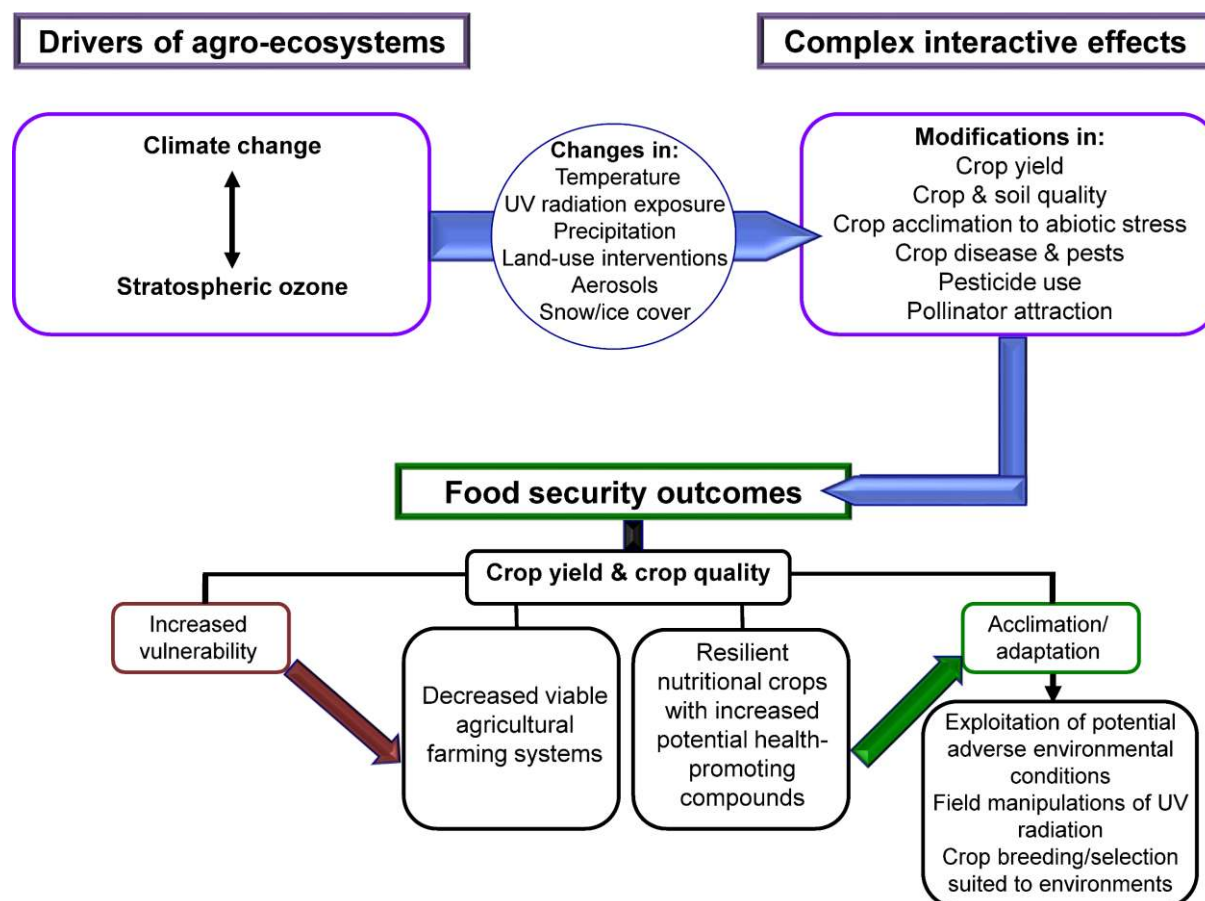 Drivers of agro-ecosystems
Complex interactive effects
Climate change
Stratospheric ozone
Changes in:
Temperature
UV radiation exposure
Precipitation
Land-use interventions
Aerosols
Snow/ice cover
Modifications in:
Crop yield
Crop & soil quality
Crop acclimation to abiotic stress
Crop disease & pests
Pesticide use
Pollinator attraction
Food security outcomes
Crop yield & crop quality
Increased
vulnerability
Decreased viable
agricultural
farming systems
Resilient
nutritional crops
with increased
potential health-
promoting
compounds
Acclimation/
adaptation
Exploitation of potential
adverse environmental
conditions
Field manipulations of UV
radiation
Crop breeding/selection
suited to environments